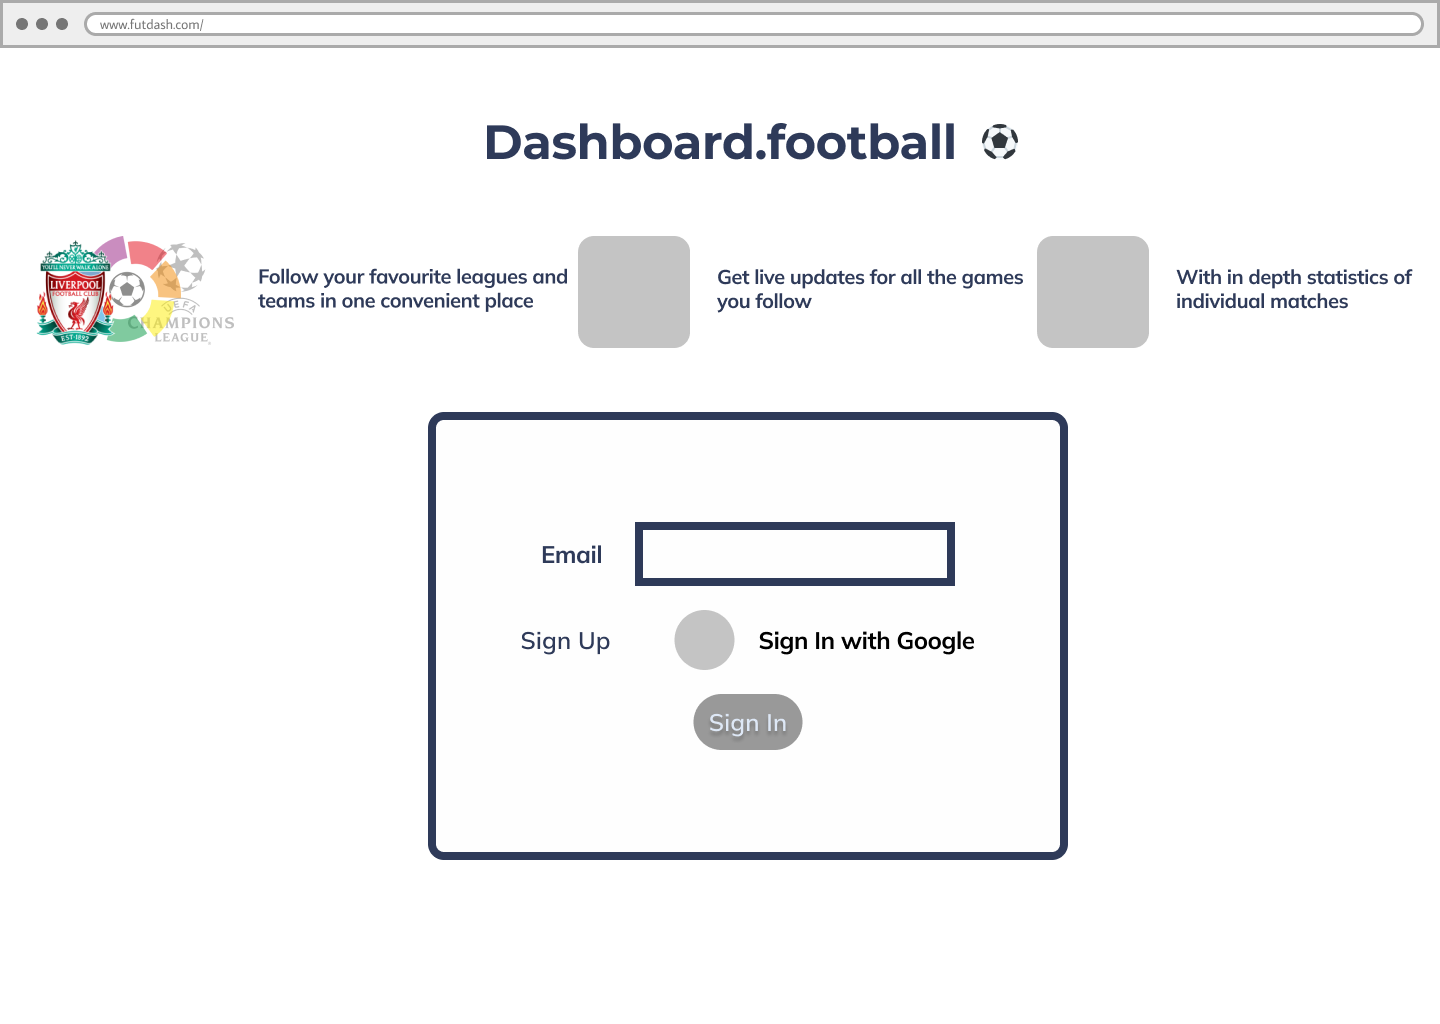 www.futdash.com/
Dashboard.football
YOU'LL NEVER WALK ALONE
LIVERPOOL
FOOTBALL CLUB
EST·1892
UEFA
CHAMPIONS
LEAGUE
Follow your favourite leagues and
teams in one convenient place
Get live updates for all the games
you follow
With in depth statistics of
individual matches
Email
Sign Up
Sign In with Google
Sign In